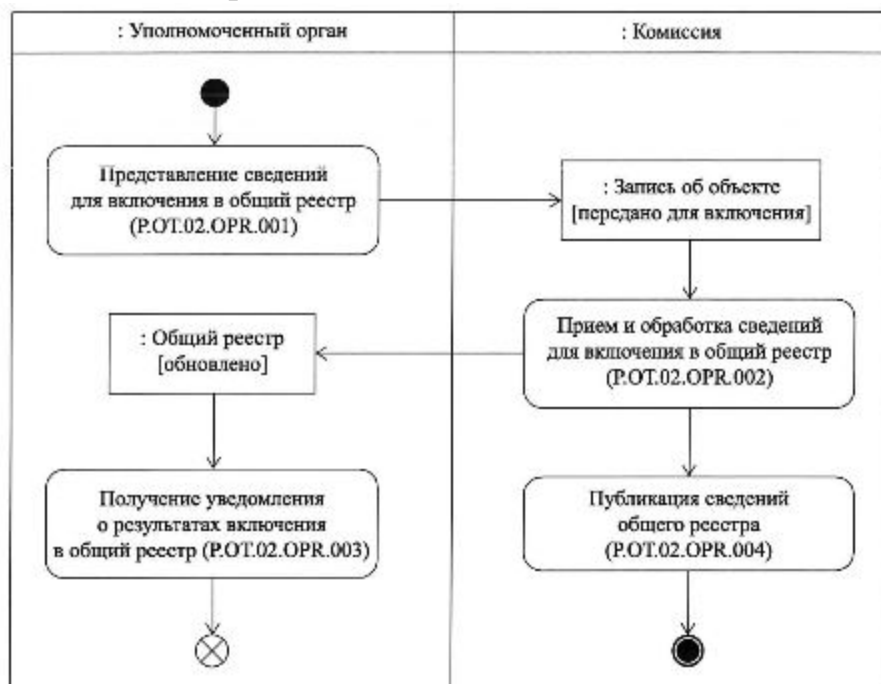 : Уполномоченный орган
: Комиссия
Представление сведений
для включения в общий реестр
(P.OT.02.OPR.001)
: Запись об объекте
[передано для включения]
: Общий реестр
[обновлено]
Прием и обработка сведений
для включения в общий реестр
(P.OT.02.OPR.002)
Получение уведомления
о результатах включения
в общий реестр (P.OT.02.OPR.003)
Публикация сведений
общего реестра
(P.OT.02.OPR.004)